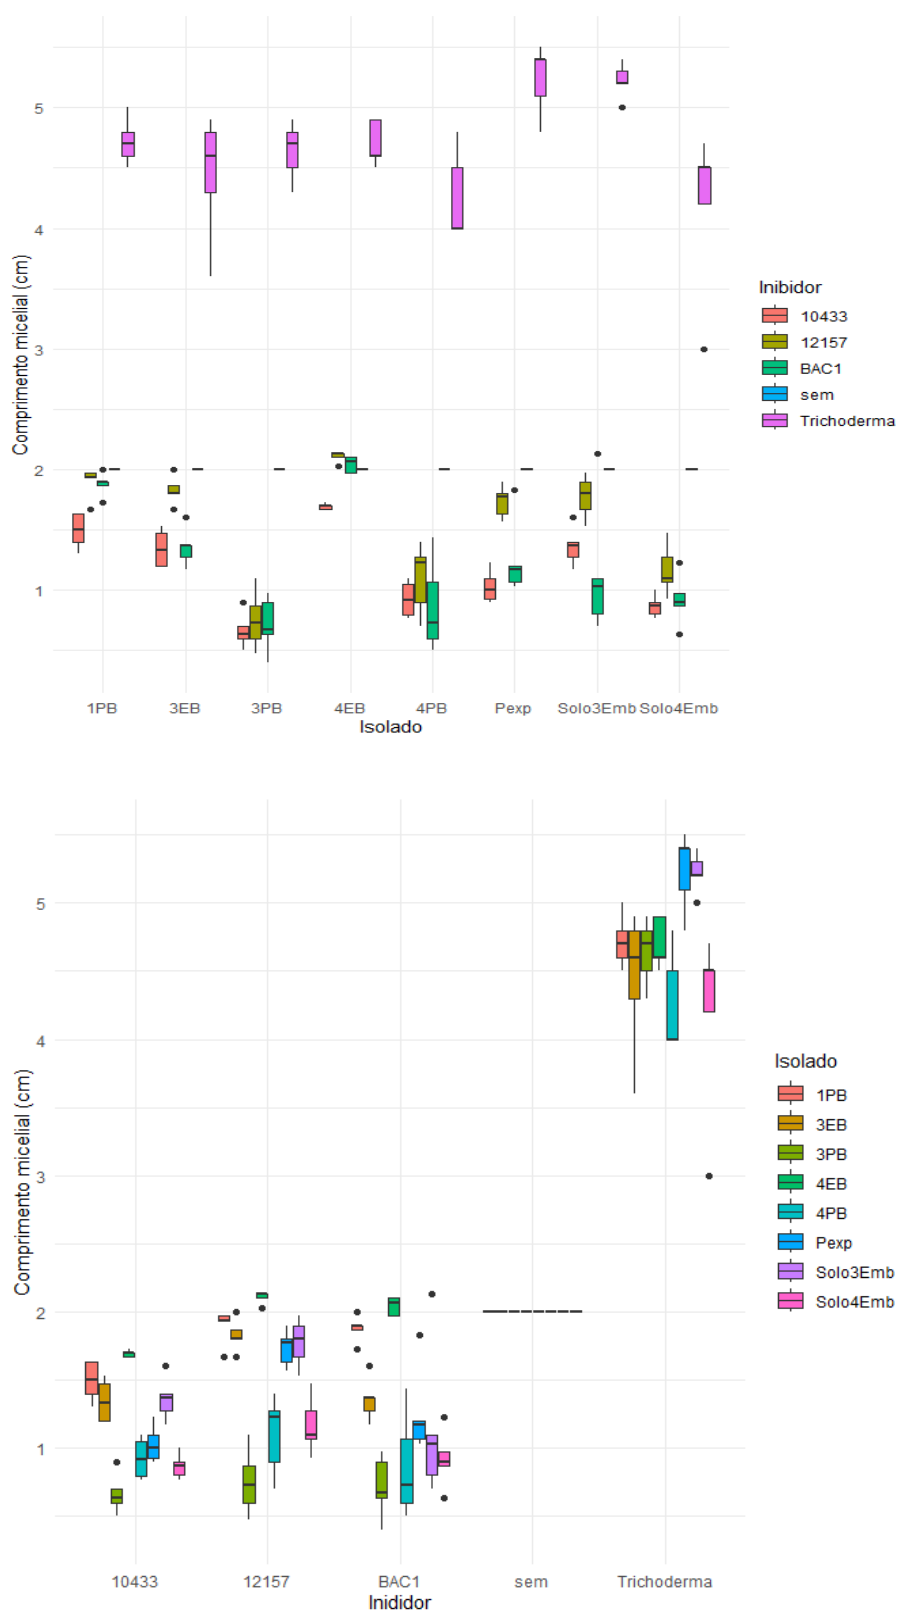 Comprimento micelial (cm)
5
4
3
2
1
1PB 3EB 3PB 4EB 4PB Pexp Solo3Emb Solo4Emb
Isolado
Inibidor
10433
12157
BAC1
sem
Trichoderma
Comprimento micelial (cm)
5
4
3
2
1
10433 12157 BAC1 sem Trichoderma
Inididor
Isolado
1PB
3EB
3PB
4EB
4PB
Pexp
Solo3Emb
Solo4Emb